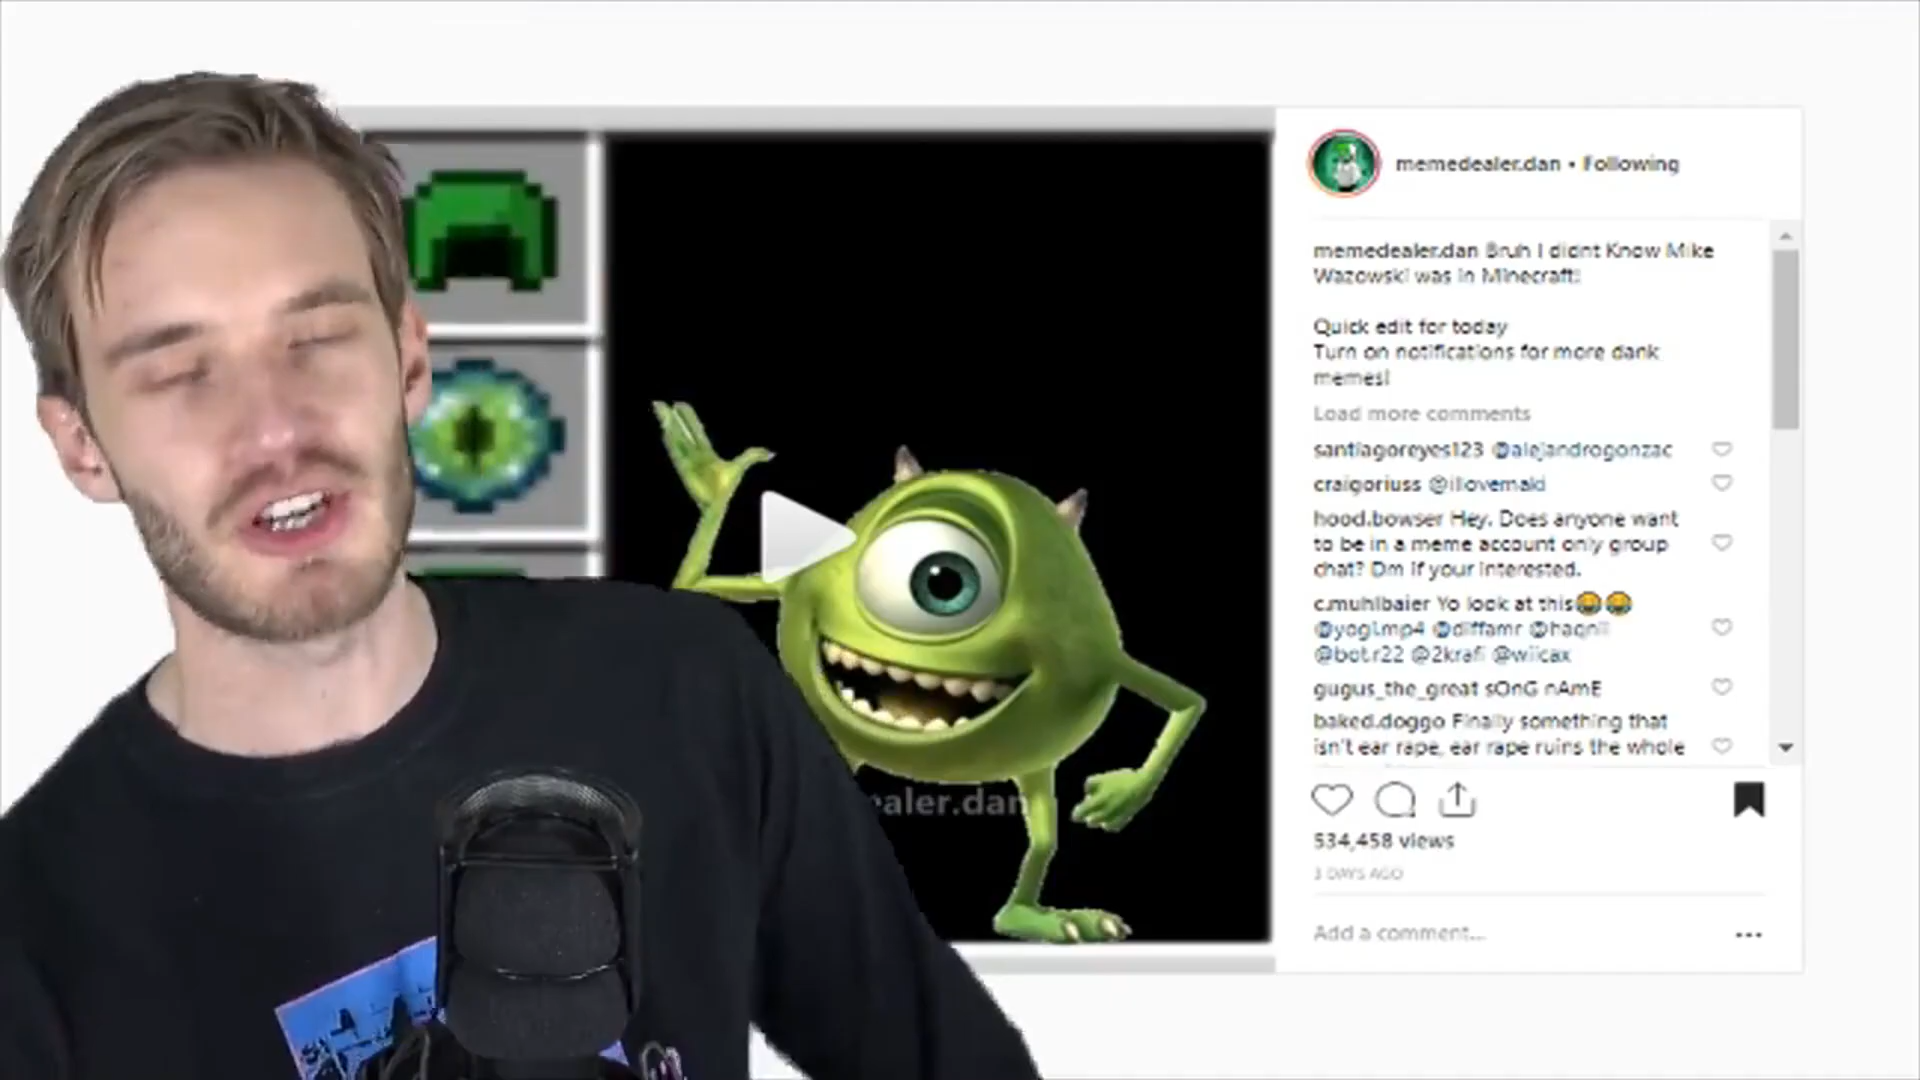 memedealer.dan • Following
memedealer.dan Bruh I didnt Know Mike
Wazowski was in Minecraft!
Quick edit for today
Turn on notifications for more dank
memes!
Load more comments
santiagoreyes123 @alejandrogonzac
craigoriuss @illovemaki
hood.bowser Hey. Does anyone want
to be in a meme account only group
chat? Dm if your interested.
c.muhlbaier Yo look at this😂😂
@yogi.mp4 @diffamr
@bot.r22 @2krafi @wiicax
gugus_the_great sOnG nAmE
baked.doggo Finally something that
isn't ear rape, ear rape ruins the whole
ealer.dan
534,458 views
3 DAYS AGO
Add a comment...